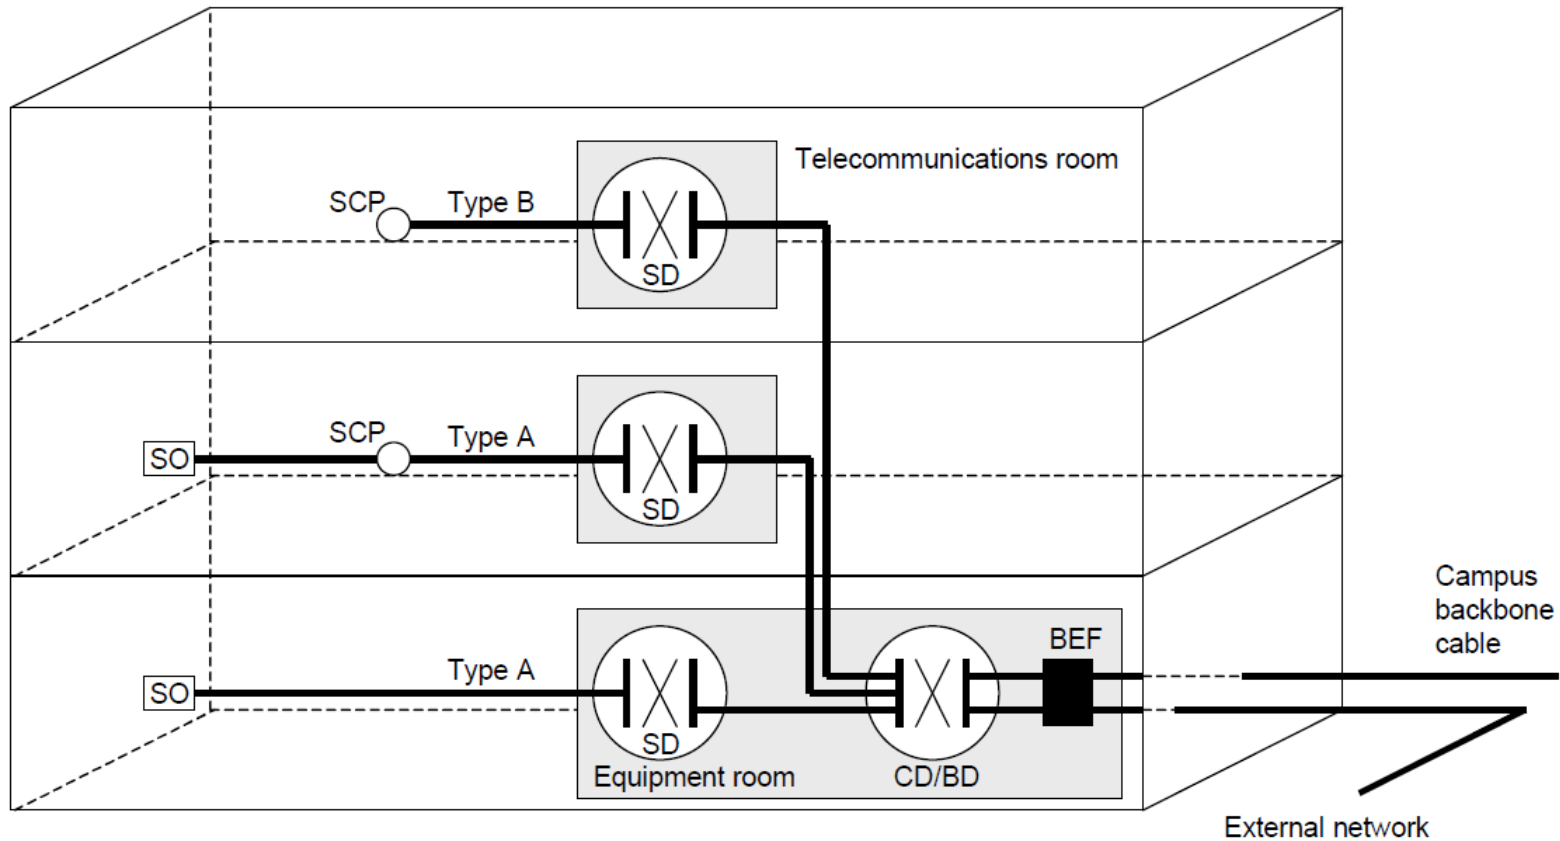 Telecommunications room
SCP
Type B
SD
SCP
Type A
SO
SD
Campus
backbone
cable
BEF
Type A
SO
SD
Equipment room
CD/BD
External network